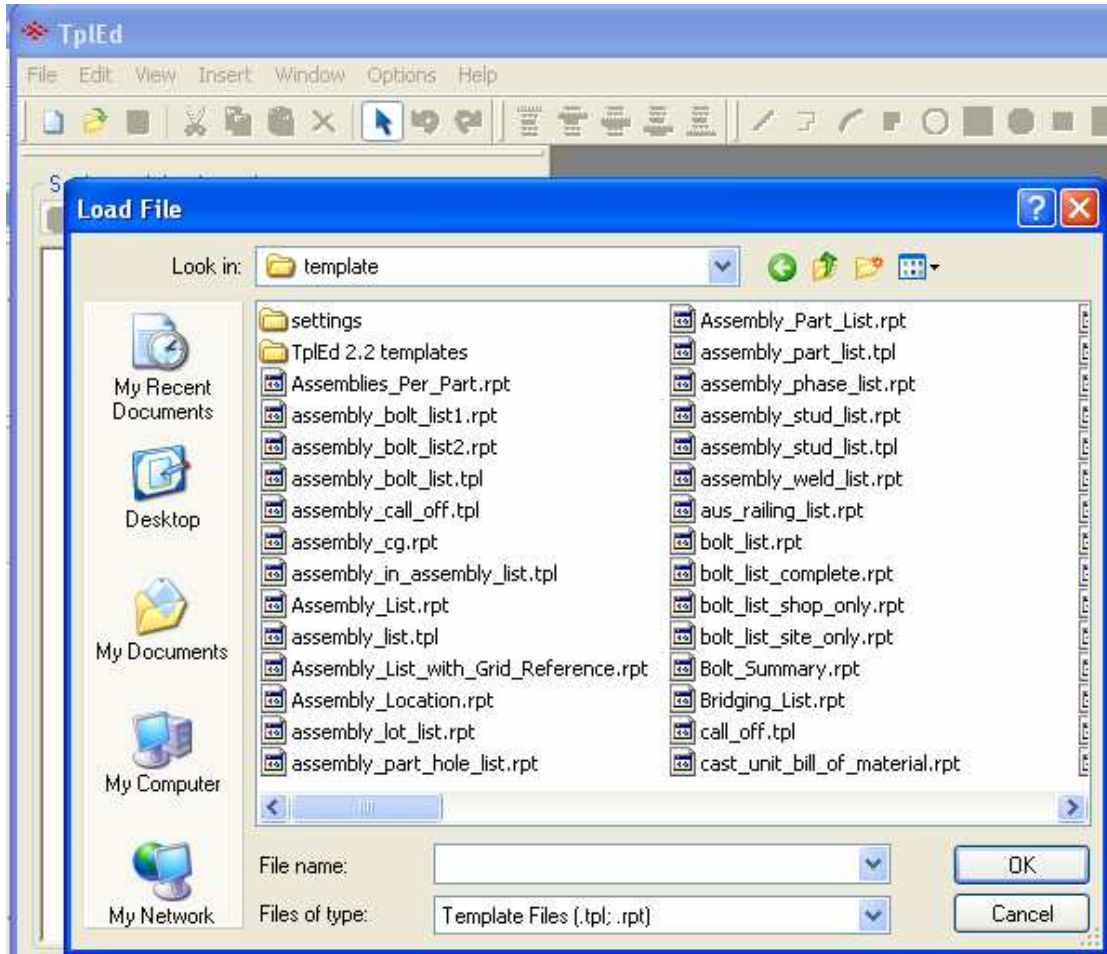 TplEd
File Edit View Insert Window Options Help
Load File
Look in: template
My Recent Documents
Desktop
My Documents
My Computer
My Network
settings
TplEd 2.2 templates
Assemblies_Per_Part.rpt
assembly_bolt_list1.rpt
assembly_bolt_list2.rpt
assembly_bolt_list.tpl
assembly_call_off.tpl
assembly_cg.rpt
assembly_in_assembly_list.tpl
Assembly_List.rpt
assembly_list.tpl
Assembly_List_with_Grid_Reference.rpt
Assembly_Location.rpt
assembly_lot_list.rpt
assembly_part_hole_list.rpt
Assembly_Part_List.rpt
assembly_part_list.tpl
assembly_phase_list.rpt
assembly_stud_list.rpt
assembly_stud_list.tpl
assembly_weld_list.rpt
aus_railing_list.rpt
bolt_list.rpt
bolt_list_complete.rpt
bolt_list_shop_only.rpt
bolt_list_site_only.rpt
Bolt_Summary.rpt
Bridging_List.rpt
call_off.tpl
cast_unit_bill_of_material.rpt
File name: OK
Files of type: Template Files (.tpl; .rpt) Cancel